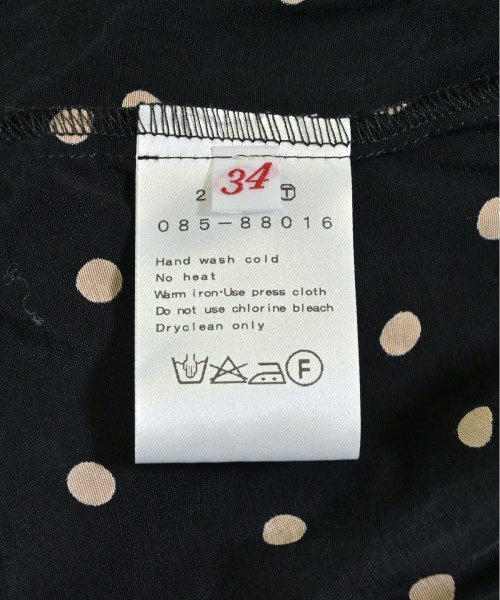 34
2 T
085-88016
Hand wash cold
No heat
Warm iron·Use press cloth
Do not use chlorine bleach
Dryclean only
F